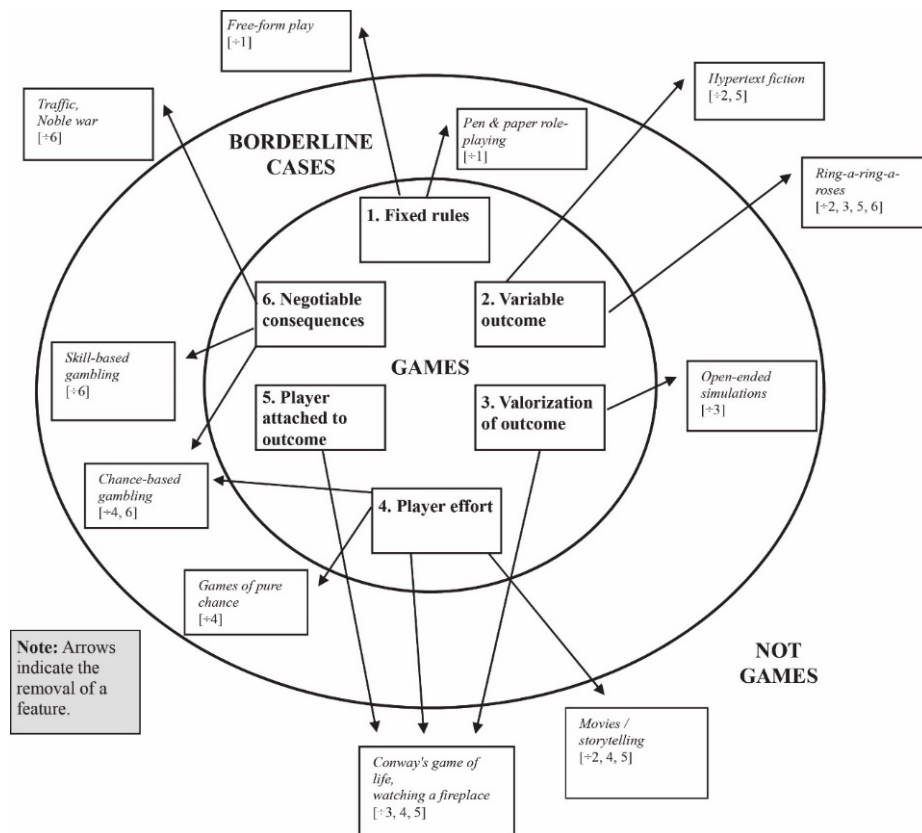 Free-form play
[÷1]
Traffic,
Noble war
[÷6]
Hypertext fiction
[÷2, 5]
BORDERLINE
CASES
Pen & paper role-
playing
[÷1]
Ring-a-ring-a-
roses
[÷2, 3, 5, 6]
1. Fixed rules
6. Negotiable
consequences
2. Variable
outcome
GAMES
Skill-based
gambling
[÷6]
Open-ended
simulations
[÷3]
5. Player
attached to
outcome
3. Valorization
of outcome
Chance-based
gambling
[÷4, 6]
4. Player effort
Games of pure
chance
[÷4]
Note: Arrows
indicate the
removal of a
feature.
NOT
GAMES
Movies /
storytelling
[÷2, 4, 5]
Conway's game of
life,
watching a fireplace
[÷3, 4, 5]